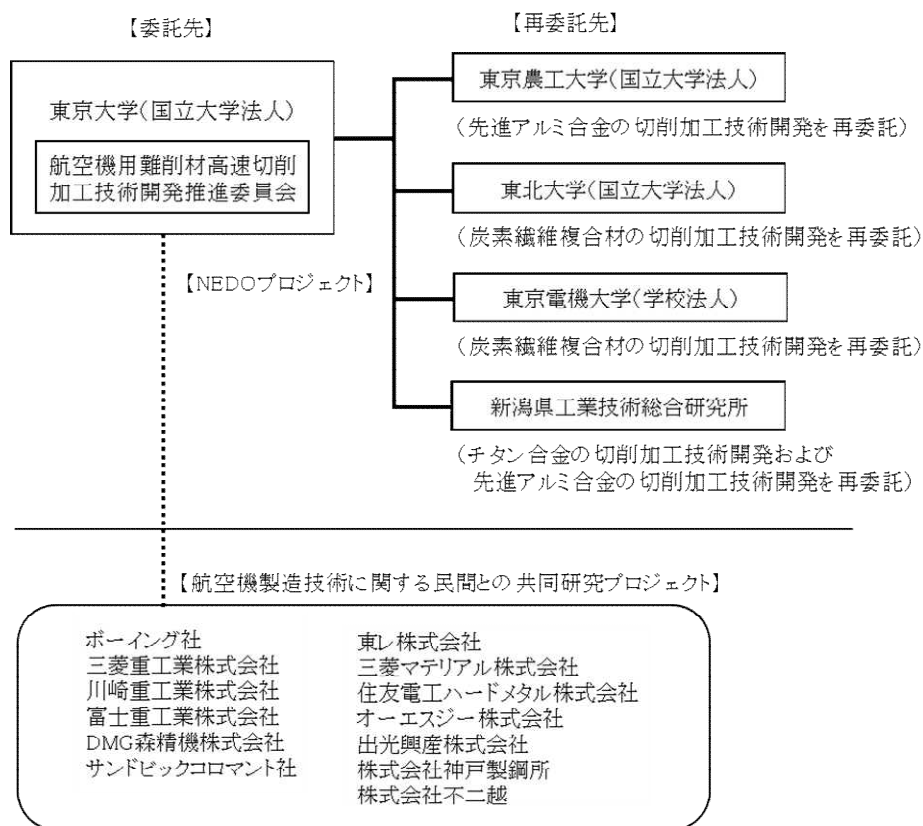 【委託先】
東京大学(国立大学法人)
航空機用難削材高速切削
加工技術開発推進委員会
【NEDOプロジェクト】
【再委託先】
東京農工大学(国立大学法人)
(先進アルミ合金の切削加工技術開発を再委託)
東北大学(国立大学法人)
(炭素繊維複合材の切削加工技術開発を再委託)
東京電機大学(学校法人)
(炭素繊維複合材の切削加工技術開発を再委託)
新潟県工業技術総合研究所
(チタン合金の切削加工技術開発および
先進アルミ合金の切削加工技術開発を再委託)
【航空機製造技術に関する民間との共同研究プロジェクト】
ボーイング社
三菱重工業株式会社
川崎重工業株式会社
富士重工業株式会社
DMG森精機株式会社
サンドビックコロマント社
東レ株式会社
三菱マテリアル株式会社
住友電工ハードメタル株式会社
オーエスジー株式会社
出光興産株式会社
株式会社神戸製鋼所
株式会社不二越